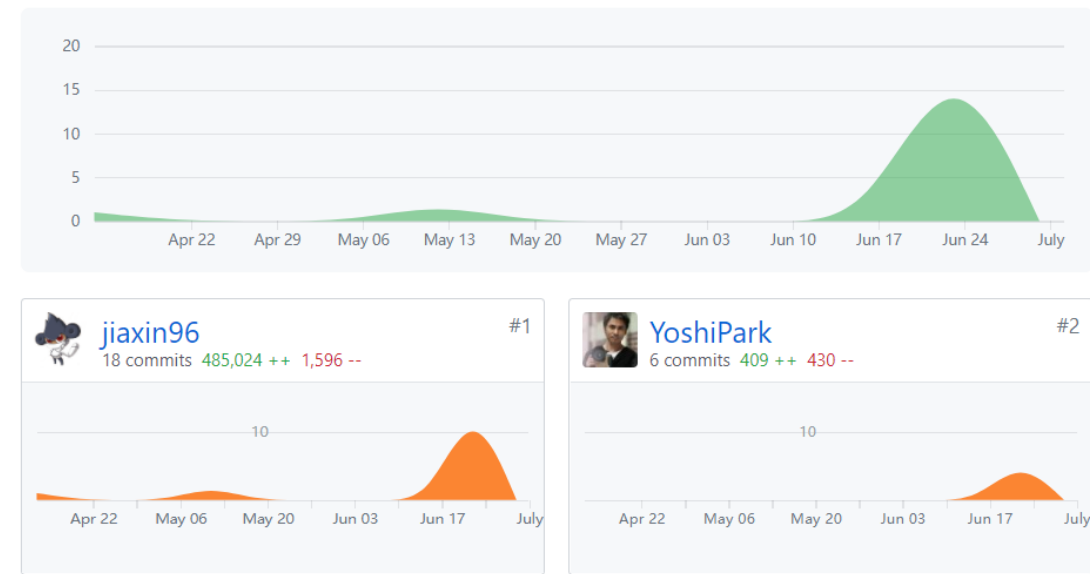 20
15
10
5
0
Apr 22 Apr 29 May 06 May 13 May 20 May 27 Jun 03 Jun 10 Jun 17 Jun 24 July
jiaxin96 #1
18 commits 485,024 ++ 1,596 --
10
Apr 22 May 06 May 20 Jun 03 Jun 17 July
YoshiPark #2
6 commits 409 ++ 430 --
10
Apr 22 May 06 May 20 Jun 03 Jun 17 July